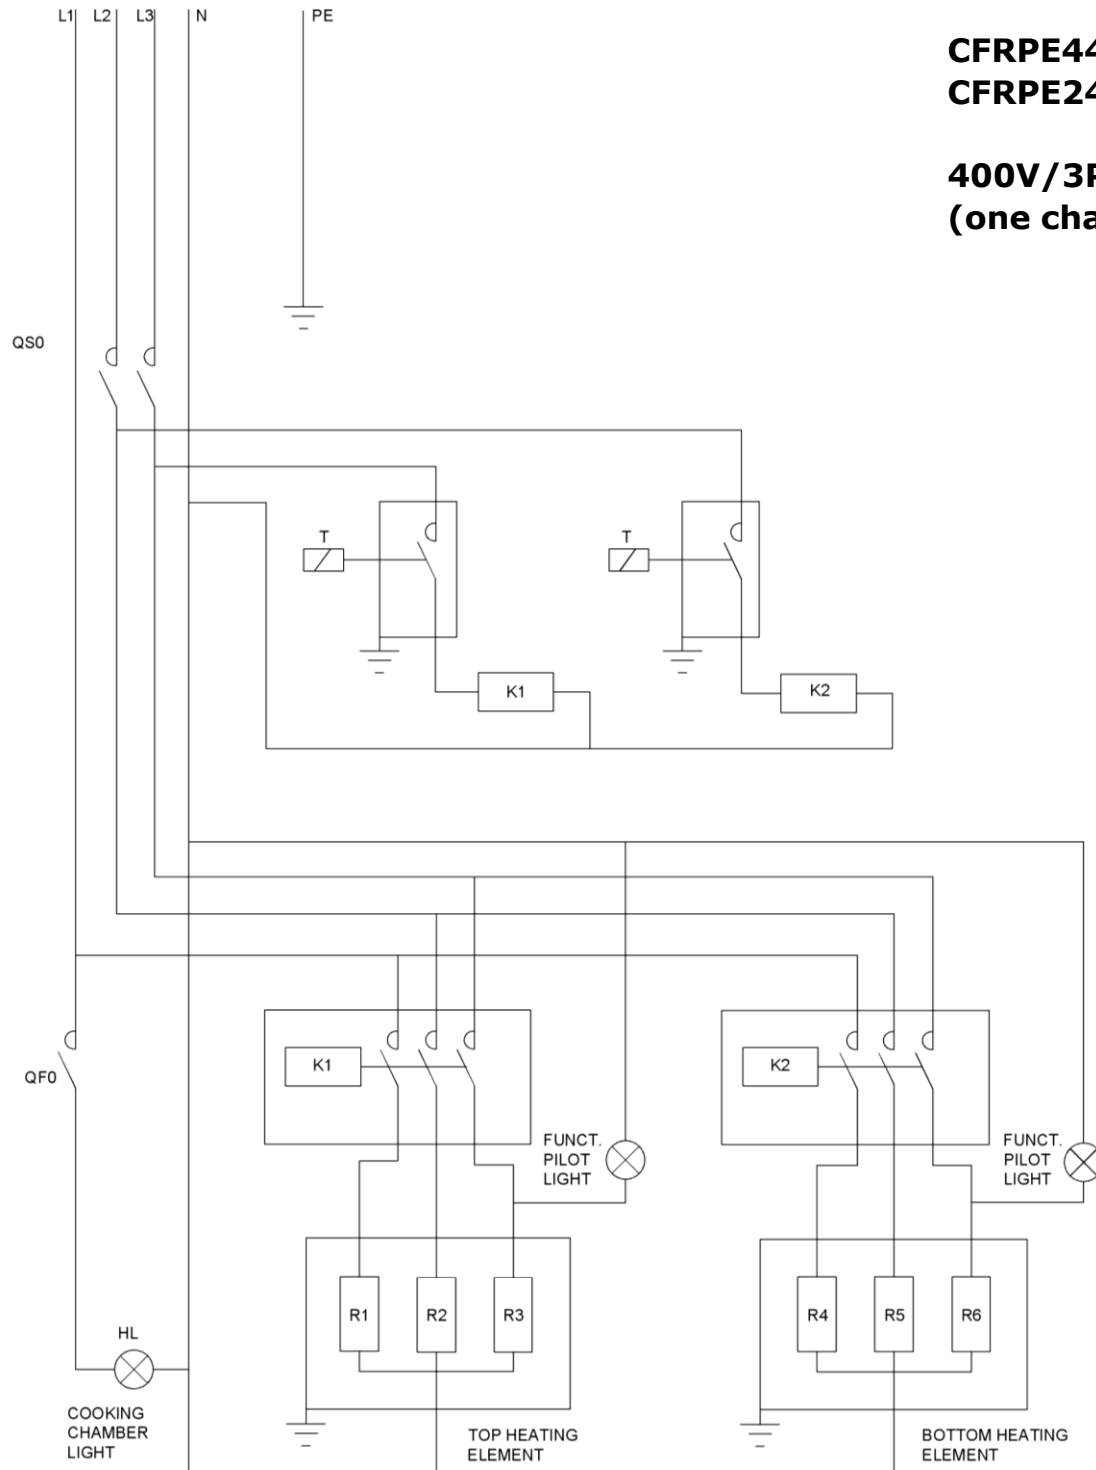 L1 L2 L3 N PE
CFRPE44
CFRPE24
400V/3P
(one cha
QS0
T T
K1 K2
K1 K2
QF0
FUNCT.
PILOT
LIGHT
FUNCT.
PILOT
LIGHT
R1 R2 R3 R4 R5 R6
HL
COOKING
CHAMBER
LIGHT
TOP HEATING
ELEMENT
BOTTOM HEATING
ELEMENT